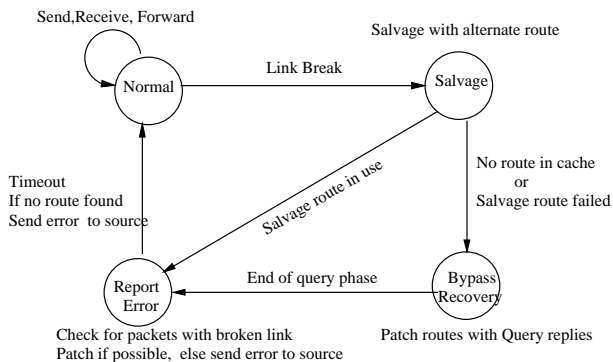 Send,Receive, Forward
Salvage with alternate route
Normal
Link Break
Salvage
Timeout
If no route found
Send error to source
Salvage route in use
No route in cache
or
Salvage route failed
Report
Error
End of query phase
Bypass
Recovery
Check for packets with broken link
Patch if possible, else send error to source
Patch routes with Query replies